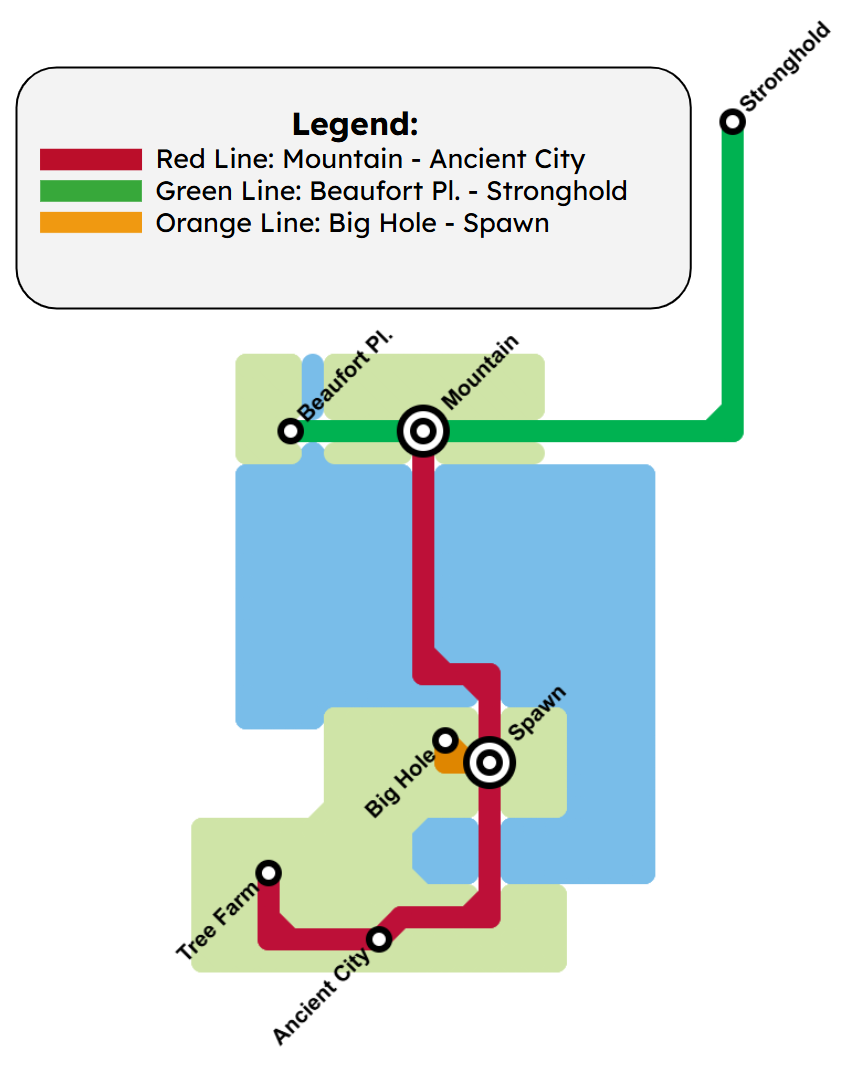 Stronghold
Legend:
Red Line: Mountain - Ancient City
Green Line: Beaufort Pl. - Stronghold
Orange Line: Big Hole - Spawn
Beaufort Pl.
Mountain
Spawn
Big Hole
Tree Farm
Ancient City